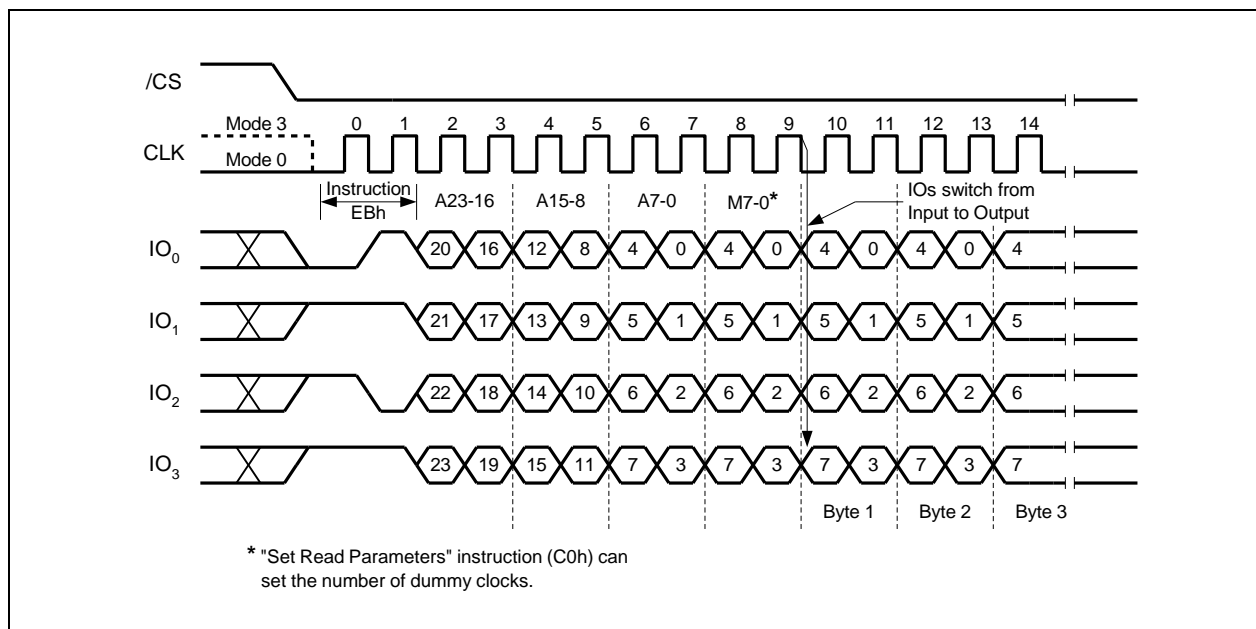 /CS
Mode 3 0 1 2 3 4 5 6 7 8 9 10 11 12 13 14
CLK
Mode 0
Instruction
EBh
A23-16 A15-8 A7-0 M7-0*
IOs switch from
Input to Output
IO0 20 16 12 8 4 0 4 0 4 0 4 0 4
IO1 21 17 13 9 5 1 5 1 5 1 5 1 5
IO2 22 18 14 10 6 2 6 2 6 2 6 2 6
IO3 23 19 15 11 7 3 7 3 7 3 7 3 7
Byte 1 Byte 2 Byte 3
* "Set Read Parameters" instruction (C0h) can
set the number of dummy clocks.